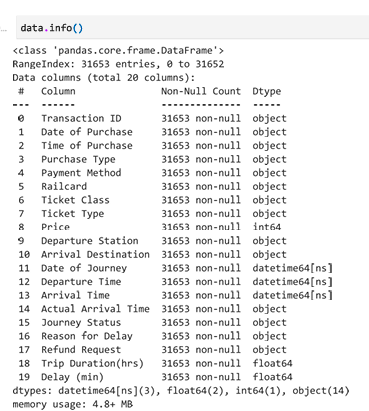 data.info()
<class 'pandas.core.frame.DataFrame'>
RangeIndex: 31653 entries, 0 to 31652
Data columns (total 20 columns):
#   Column               Non-Null Count  Dtype
---  ------               --------------  -----
0   Transaction ID       31653 non-null  object
1   Date of Purchase     31653 non-null  object
2   Time of Purchase     31653 non-null  object
3   Purchase Type        31653 non-null  object
4   Payment Method       31653 non-null  object
5   Railcard             31653 non-null  object
6   Ticket Class         31653 non-null  object
7   Ticket Type          31653 non-null  object
8   Price                31653 non-null  int64
9   Departure Station    31653 non-null  object
10  Arrival Destination  31653 non-null  object
11  Date of Journey      31653 non-null  datetime64[ns]
12  Departure Time       31653 non-null  datetime64[ns]
13  Arrival Time         31653 non-null  datetime64[ns]
14  Actual Arrival Time  31653 non-null  object
15  Journey Status       31653 non-null  object
16  Reason for Delay     31653 non-null  object
17  Refund Request       31653 non-null  object
18  Trip Duration(hrs)   31653 non-null  float64
19  Delay (min)          31653 non-null  float64
dtypes: datetime64[ns](3), float64(2), int64(1), object(14)
memory usage: 4.8+ MB